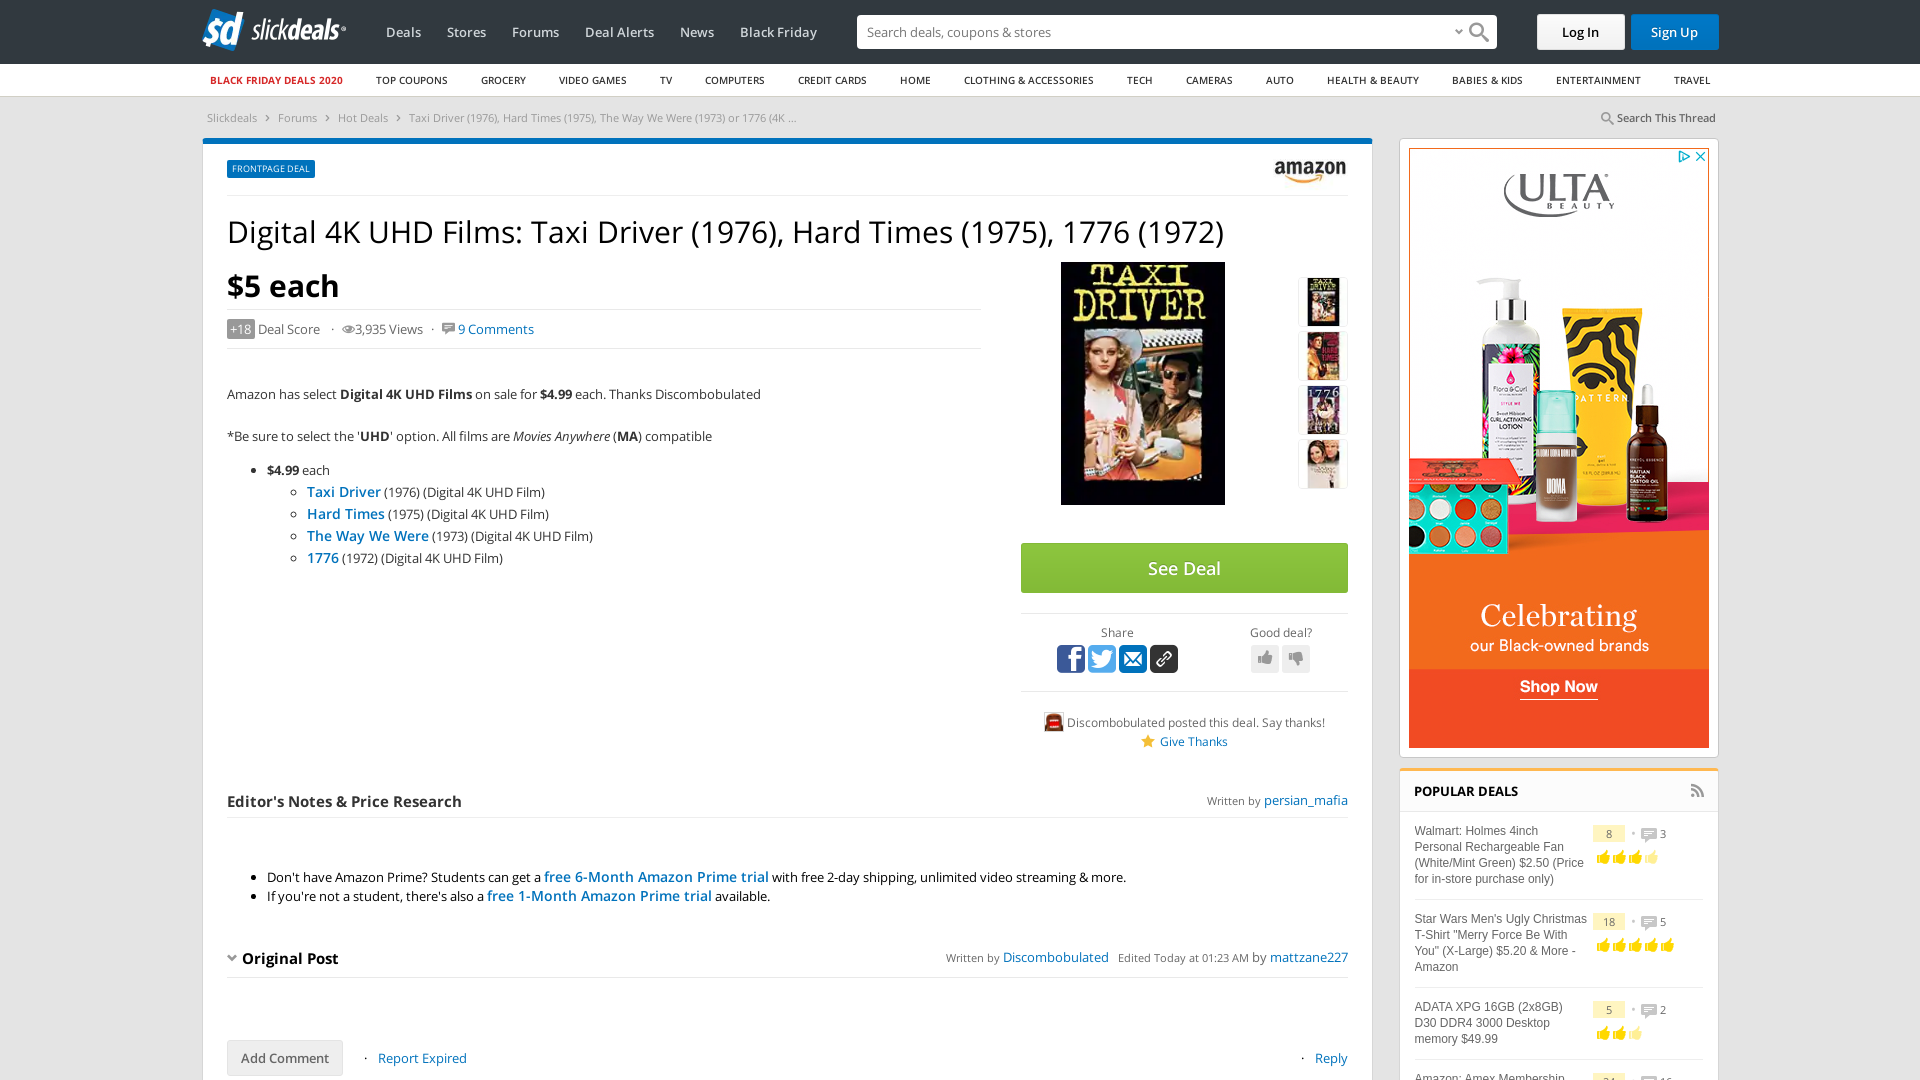 slickdeals
Deals
Stores
Forums
Deal Alerts
News
Black Friday
Search deals, coupons & shopping
Log In
Sign Up
BLACK FRIDAY DEALS 2020
TOP COUPONS
GROCERY
VIDEO GAMES
TV
COMPUTERS
CREDIT CARDS
HOME
CLOTHING & ACCESSORIES
TECH
CAMERAS
AUTO
HEALTH & BEAUTY
BABIES & KIDS
ENTERTAINMENT
TRAVEL
Slickdeals › Forums › Hot Deals › Taxi Driver (1976), Hard Times (1975), The Way We Were (1973) or 1776 (4K ...
Search This Thread
FRONTPAGE DEAL
amazon
Digital 4K UHD Films: Taxi Driver (1976), Hard Times (1975), 1776 (1972)
$5 each
+18 Deal Score · 3,935 Views · 9 Comments
Amazon has select Digital 4K UHD Films on sale for $4.99 each. Thanks Discombobulated
*Be sure to select the 'UHD' option. All films are Movies Anywhere (MA) compatible
$4.99 each
Taxi Driver (1976) (Digital 4K UHD Film)
Hard Times (1975) (Digital 4K UHD Film)
The Way We Were (1973) (Digital 4K UHD Film)
1776 (1972) (Digital 4K UHD Film)
TAXI
DRIVER
See Deal
Share
Good deal?
Discombobulated posted this deal. Say thanks!
Give Thanks
Editor's Notes & Price Research
Written by persian_mafia
Don't have Amazon Prime? Students can get a free 6-Month Amazon Prime trial with free 2-day shipping, unlimited video streaming & more.
If you're not a student, there's also a free 1-Month Amazon Prime trial available.
Original Post
Written by Discombobulated Edited Today at 01:23 AM by mattzane227
Add Comment
· Report Expired
· Reply
ULTA
BEAUTY
Flora & Curl
CURL ACTIVATING
LOTION
PATTERN
UOMA
HAITIAN
BLACK
CASTOR OIL
Celebrating
our Black-owned brands
Shop Now
POPULAR DEALS
Walmart: Holmes 4inch
Personal Rechargeable Fan
(White/Mint Green) $2.50 (Price
for in-store purchase only)
8 • 3
Star Wars Men's Ugly Christmas
T-Shirt "Merry Force Be With
You" (X-Large) $5.20 & More -
Amazon
18 • 5
ADATA XPG 16GB (2x8GB)
D30 DDR4 3000 Desktop
memory $49.99
5 • 2
Amazon: Amex Membership